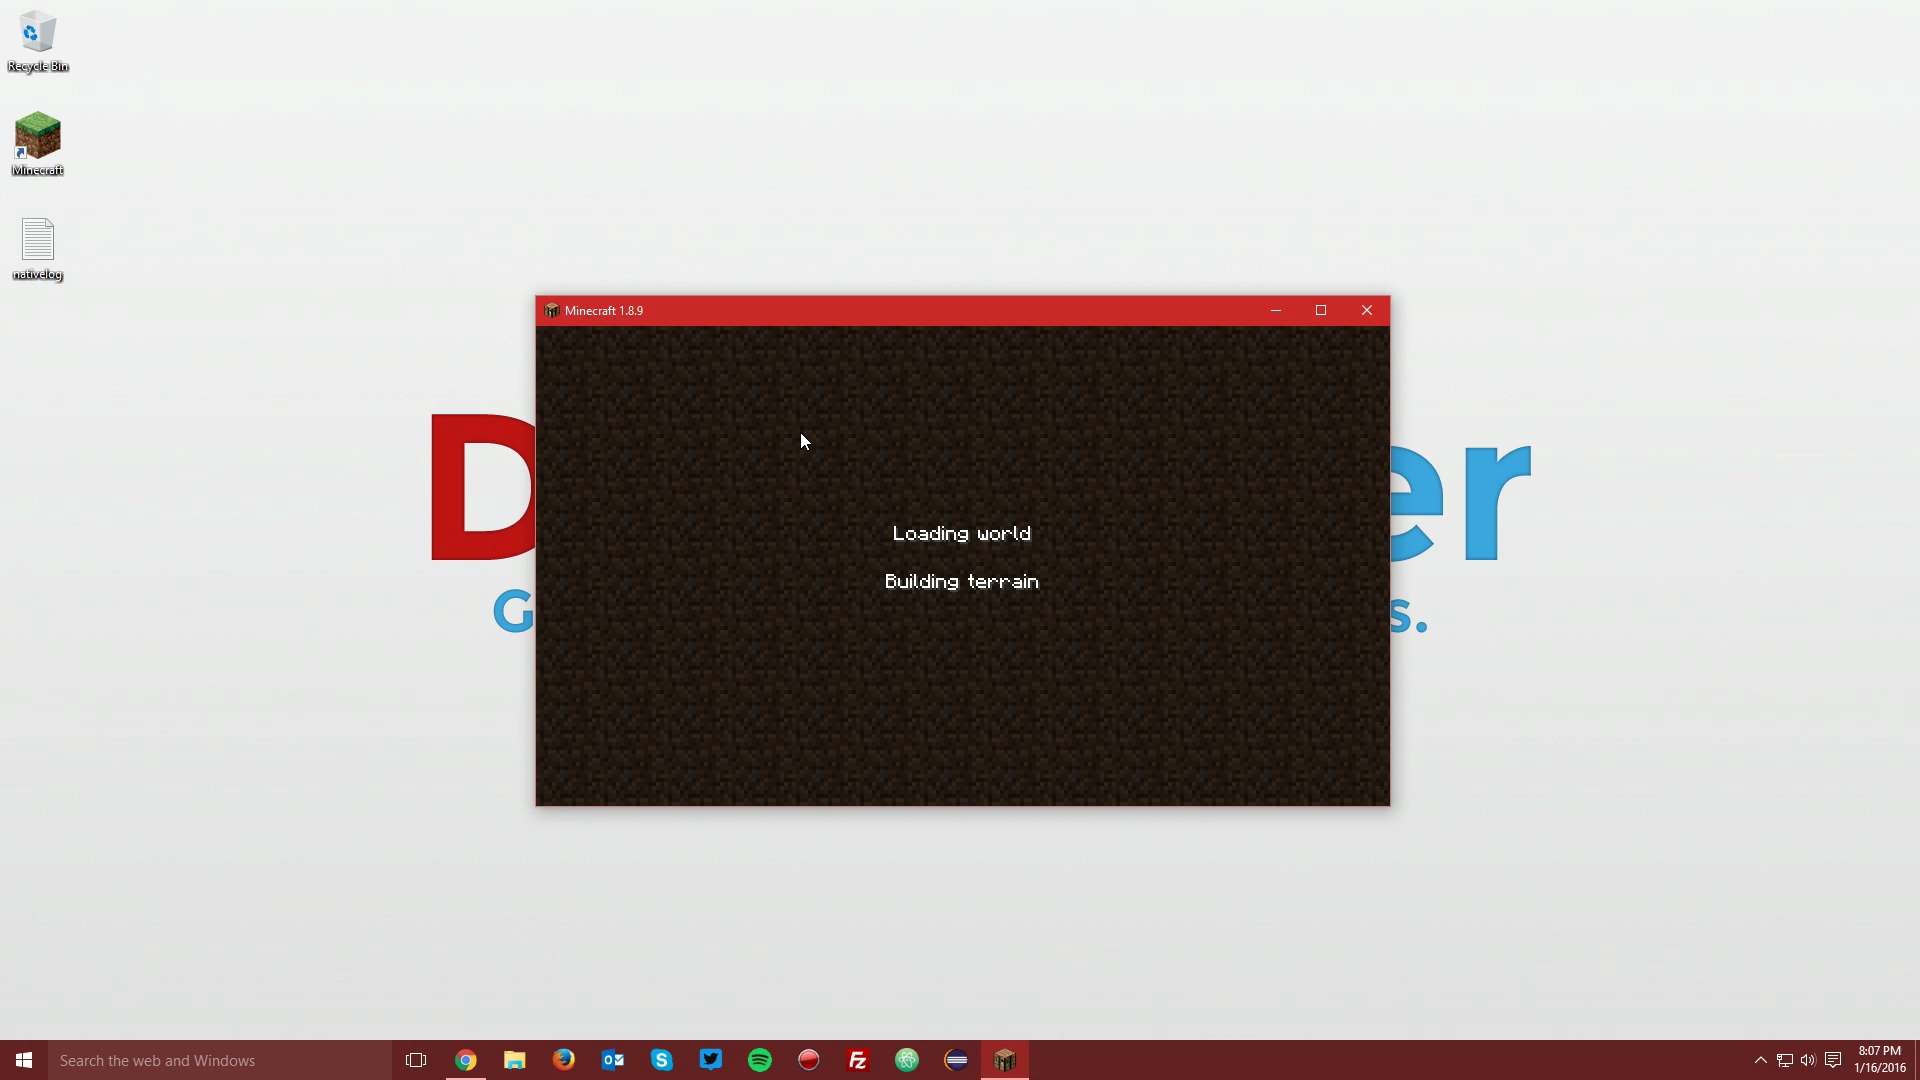 Recycle Bin
Minecraft
nativelog
Minecraft 1.8.9
D
er
G
s.
Loading world
Building terrain
Search the web and Windows
8:07 PM
1/16/2016